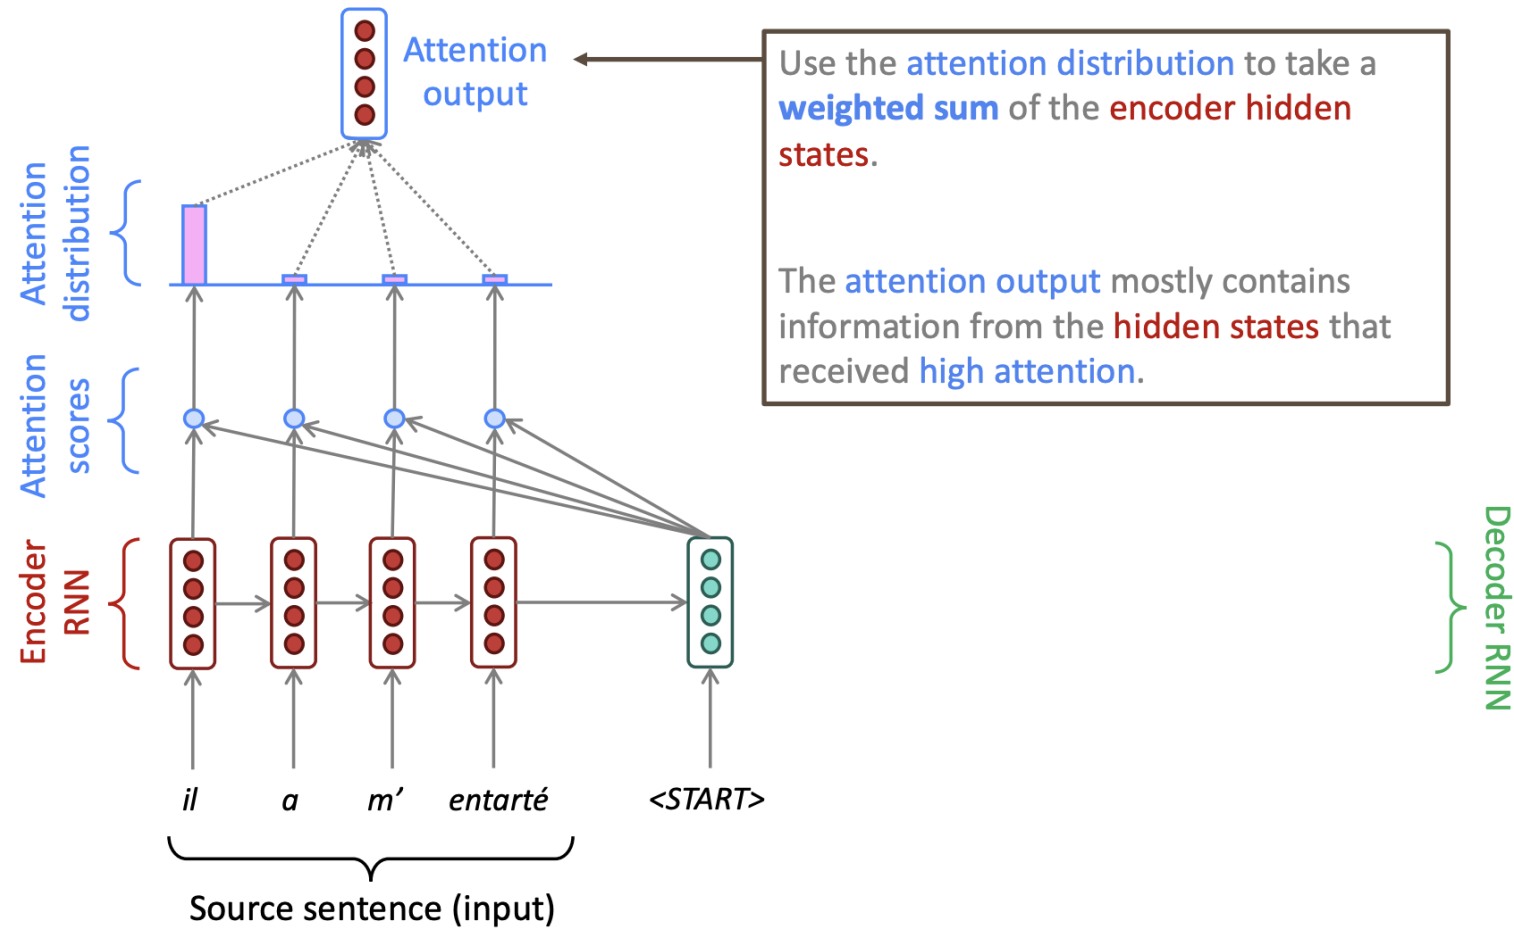 Attention
output
Use the attention distribution to take a
weighted sum of the encoder hidden
states.
The attention output mostly contains
information from the hidden states that
received high attention.
Attention
distribution
Attention
scores
Encoder
RNN
Decoder RNN
il a m’ entarté <START>
Source sentence (input)